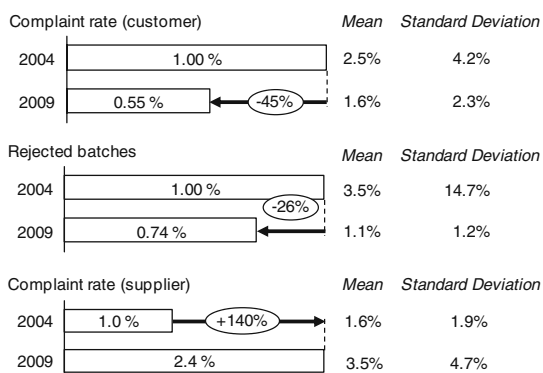 Complaint rate (customer) Mean Standard Deviation
2004 1.00 % 2.5% 4.2%
2009 0.55 % -45% 1.6% 2.3%
Rejected batches Mean Standard Deviation
2004 1.00 % 3.5% 14.7%
-26%
2009 0.74 % 1.1% 1.2%
Complaint rate (supplier) Mean Standard Deviation
2004 1.0 % +140% 1.6% 1.9%
2009 2.4 % 3.5% 4.7%